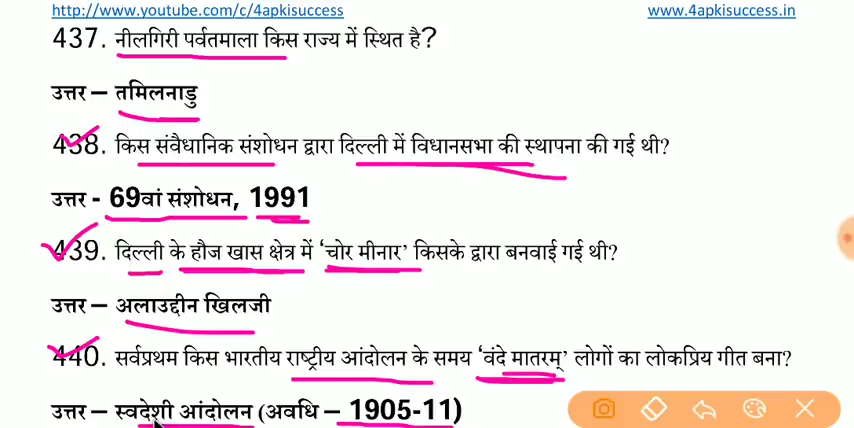 http://www.youtube.com/c/4apkisuccess www.4apkisuccess.in
437. नीलगिरी पर्वतमाला किस राज्य में स्थित है?
उत्तर – तमिलनाडु
438. किस संवैधानिक संशोधन द्वारा दिल्ली में विधानसभा की स्थापना की गई थी?
उत्तर - 69वां संशोधन, 1991
439. दिल्ली के हौज खास क्षेत्र में ‘चोर मीनार’ किसके द्वारा बनवाई गई थी?
उत्तर – अलाउद्दीन खिलजी
440. सर्वप्रथम किस भारतीय राष्ट्रीय आंदोलन के समय ‘वंदे मातरम्’ लोगों का लोकप्रिय गीत बना?
उत्तर – स्वदेशी आंदोलन (अवधि – 1905-11)